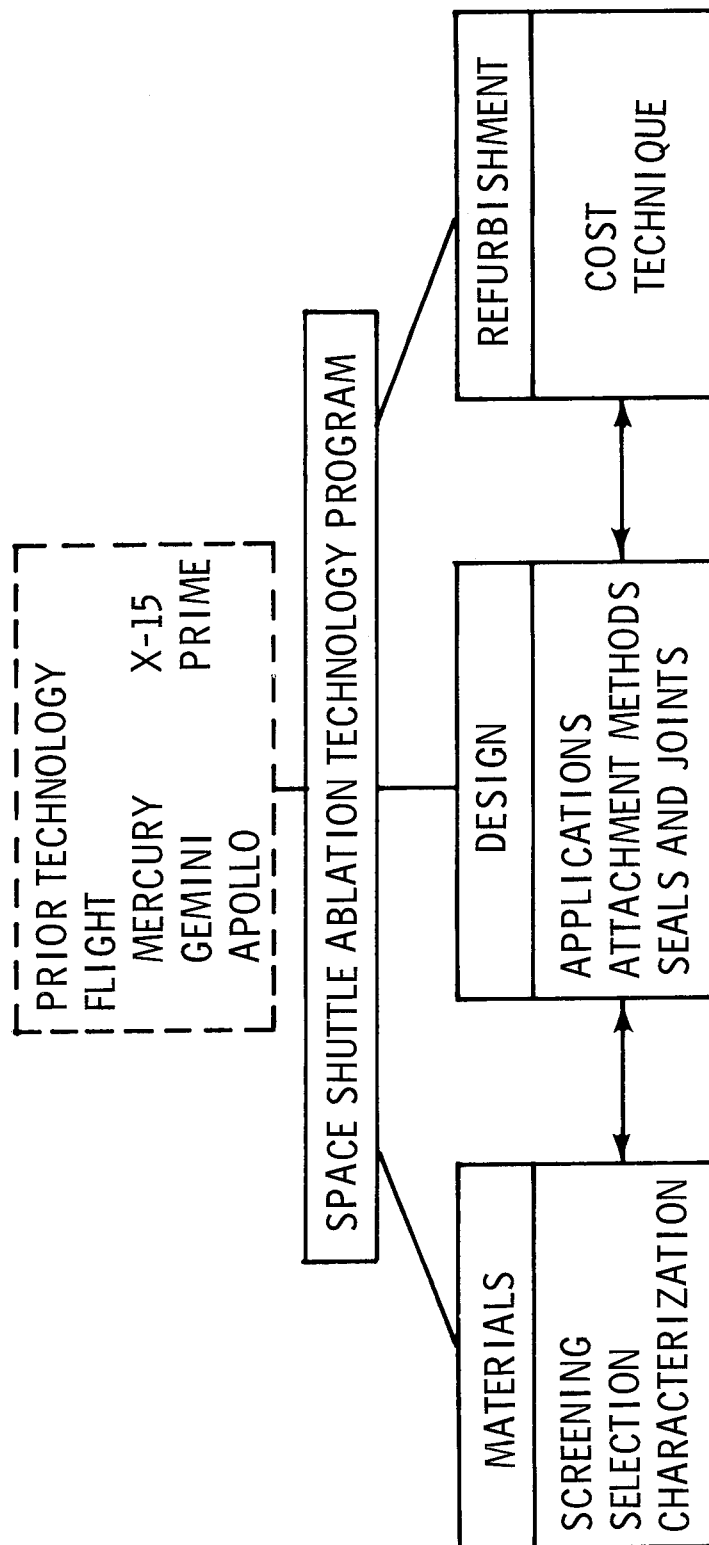 PRIOR TECHNOLOGY
FLIGHT
MERCURY X-15
GEMINI PRIME
APOLLO
SPACE SHUTTLE ABLATION TECHNOLOGY PROGRAM
MATERIALS
SCREENING
SELECTION
CHARACTERIZATION
DESIGN
APPLICATIONS
ATTACHMENT METHODS
SEALS AND JOINTS
REFURBISHMENT
COST
TECHNIQUE